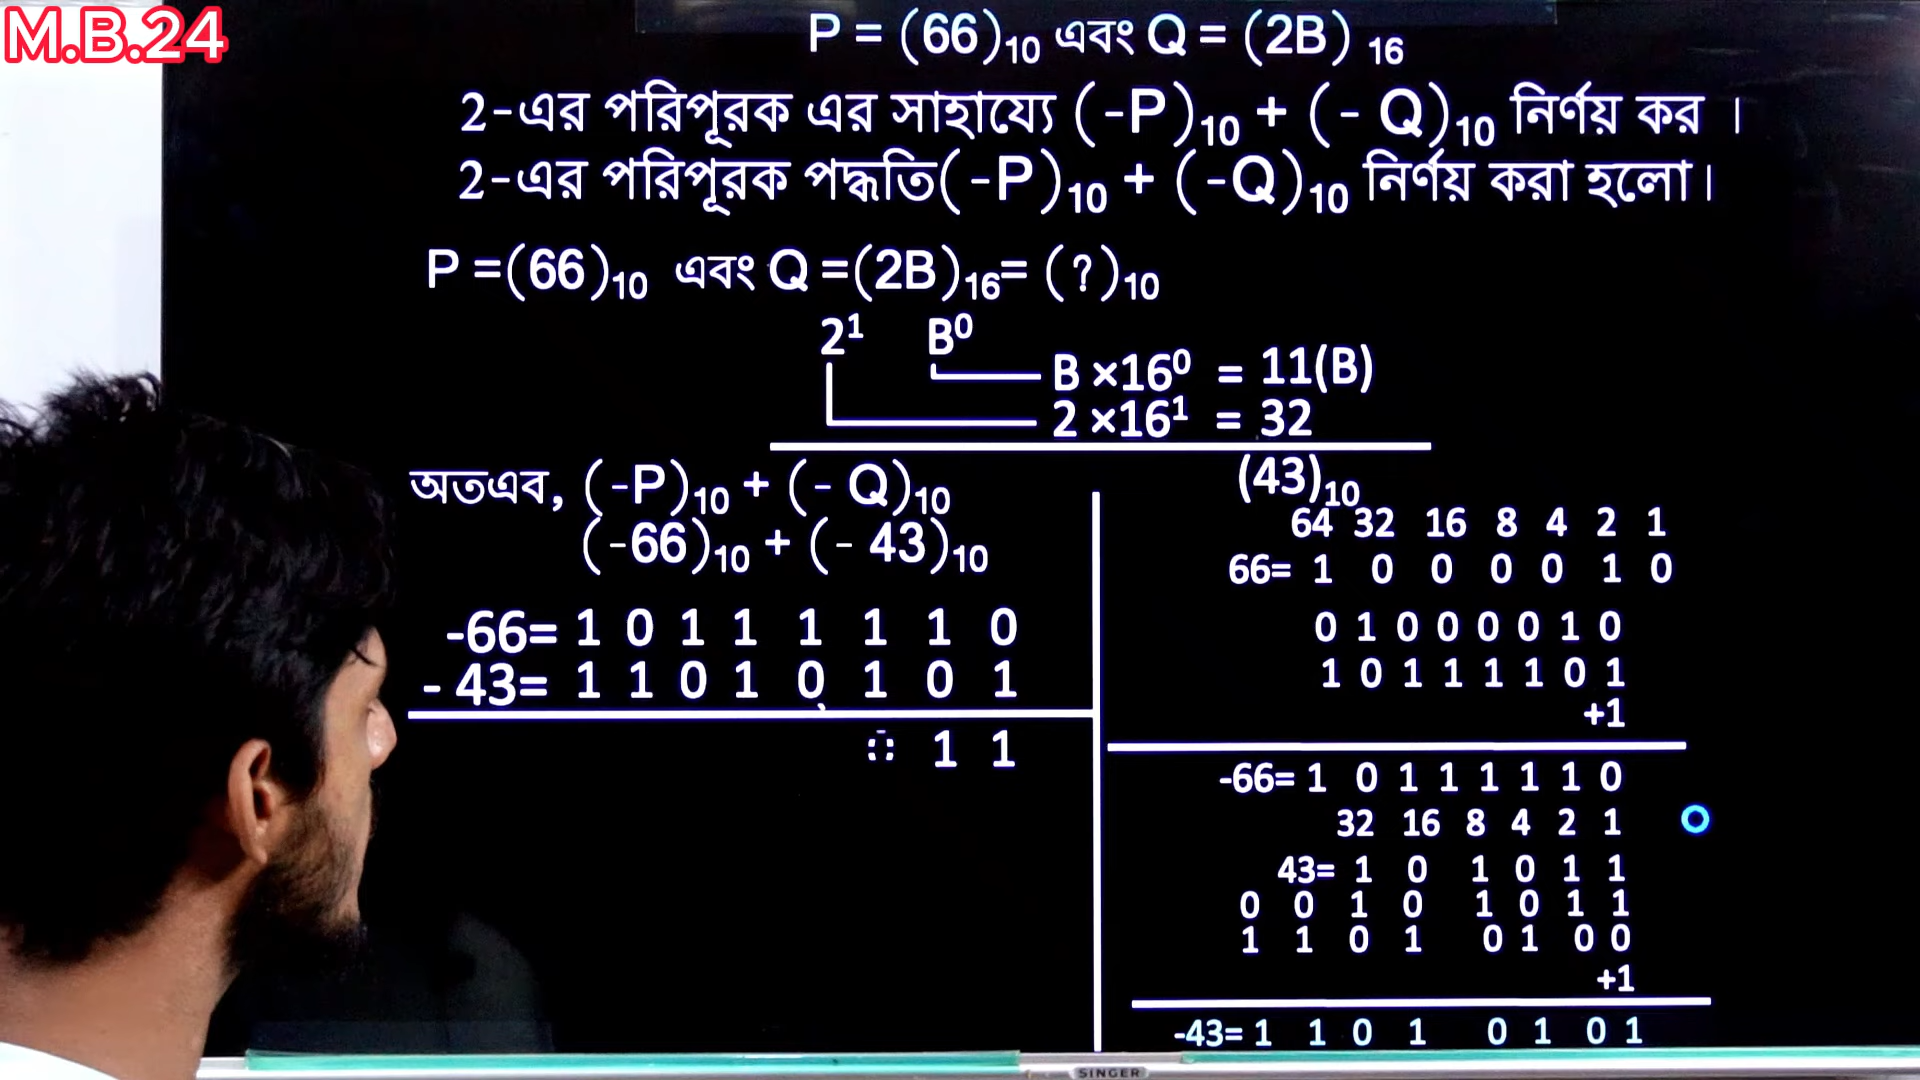 M.B.24
P = (66)10 এবং Q = (2B) 16
2-এর পরিপূরক এর সাহায্যে (-P)10 + (- Q)10 নির্ণয় কর ।
2-এর পরিপূরক পদ্ধতি(-P)10 + (-Q)10 নির্ণয় করা হলো।
P =(66)10 এবং Q =(2B)16= (?)10
2¹ B⁰
B ×16⁰ = 11(B)
2 ×16¹ = 32
(43)10
অতএব, (-P)10 + (- Q)10
(-66)10 + (- 43)10
-66= 1 0 1 1 1 1 1 0
- 43= 1 1 0 1 0 1 0 1
1 1
64 32 16 8 4 2 1
66= 1 0 0 0 0 1 0
0 1 0 0 0 0 1 0
1 0 1 1 1 1 0 1
+1
-66= 1 0 1 1 1 1 1 0
32 16 8 4 2 1
43= 1 0 1 0 1 1
0 0 1 0 1 0 1 1
1 1 0 1 0 1 0 0
+1
-43= 1 1 0 1 0 1 0 1
SINGER